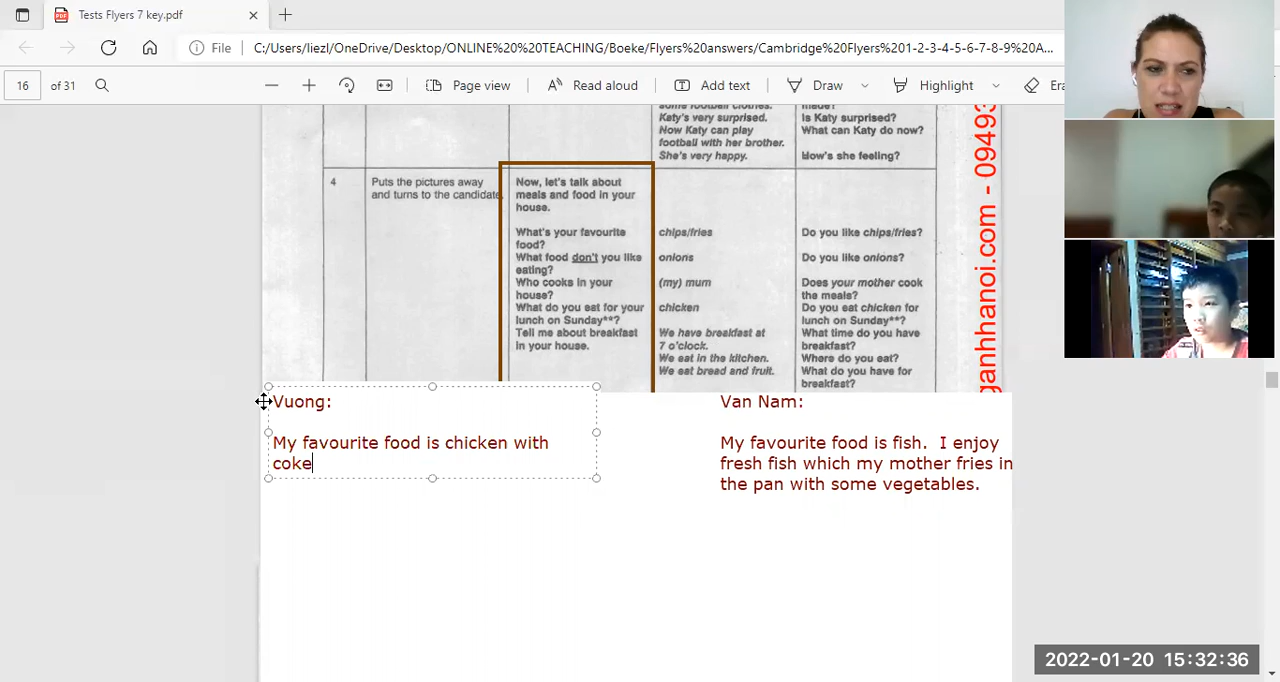 Tests Flyers 7 key.pdf
File
C:/Users/liezl/OneDrive/Desktop/ONLINE%20%20TEACHING/Boeke/Flyers%20answers/Cambridge%20Flyers%201-2-3-4-5-6-7-8-9%20A...
16 of 31
Page view
Read aloud
Add text
Draw
Highlight
Era
some football clothes.
Katy's very surprised.
Now Katy can play
football with her brother.
She's very happy.
made?
Is Katy surprised?
What can Katy do now?
How's she feeling?
4
Puts the pictures away
and turns to the candidate.
Now, let's talk about
meals and food in your
house.
What's your favourite
food?
What food don't you like
eating?
Who cooks in your
house?
What do you eat for your
lunch on Sunday**?
Tell me about breakfast
in your house.
chips/fries
onions
(my) mum
chicken
We have breakfast at
7 o'clock.
We eat in the kitchen.
We eat bread and fruit.
Do you like chips/fries?
Do you like onions?
Does your mother cook
the meals?
Do you eat chicken for
lunch on Sunday**?
What time do you have
breakfast?
Where do you eat?
What do you have for
breakfast?
ganhhanoi.com - 09493
Vuong:
My favourite food is chicken with
coke
Van Nam:
My favourite food is fish.  I enjoy
fresh fish which my mother fries in
the pan with some vegetables.
2022-01-20 15:32:36